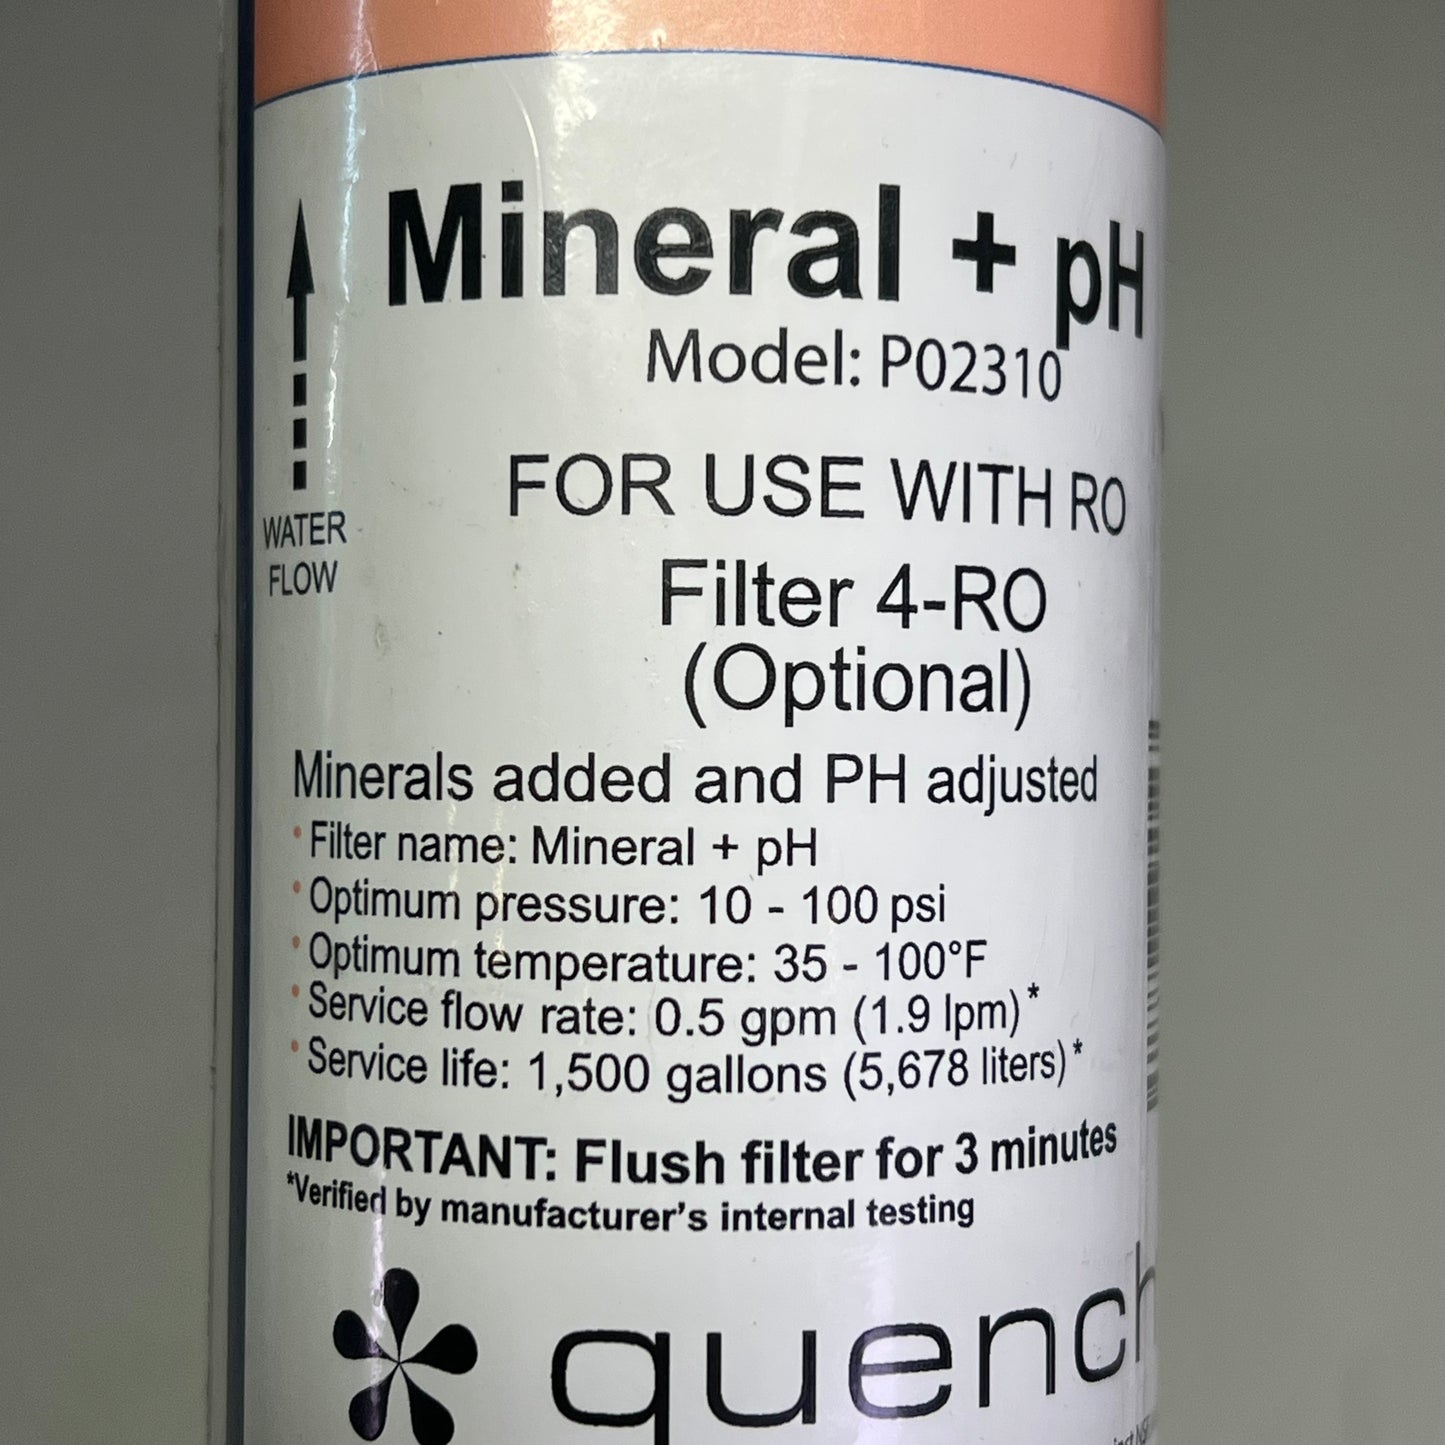 Mineral + pH
Model: P02310
WATER
FLOW
FOR USE WITH RO
Filter 4-RO
(Optional)
Minerals added and PH adjusted
• Filter name: Mineral + pH
• Optimum pressure: 10 - 100 psi
• Optimum temperature: 35 - 100°F
• Service flow rate: 0.5 gpm (1.9 lpm)*
• Service life: 1,500 gallons (5,678 liters)*
IMPORTANT: Flush filter for 3 minutes
*Verified by manufacturer's internal testing
quench